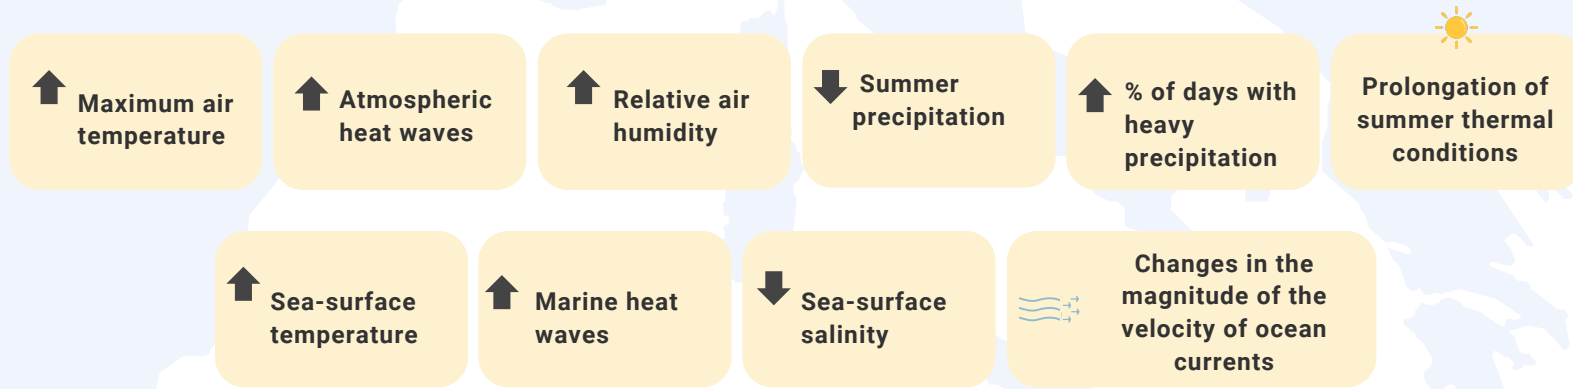 Maximum air
temperature
Atmospheric
heat waves
Relative air
humidity
Summer
precipitation
% of days with
heavy
precipitation
Prolongation of
summer thermal
conditions
Sea-surface
temperature
Marine heat
waves
Sea-surface
salinity
Changes in the
magnitude of the
velocity of ocean
currents